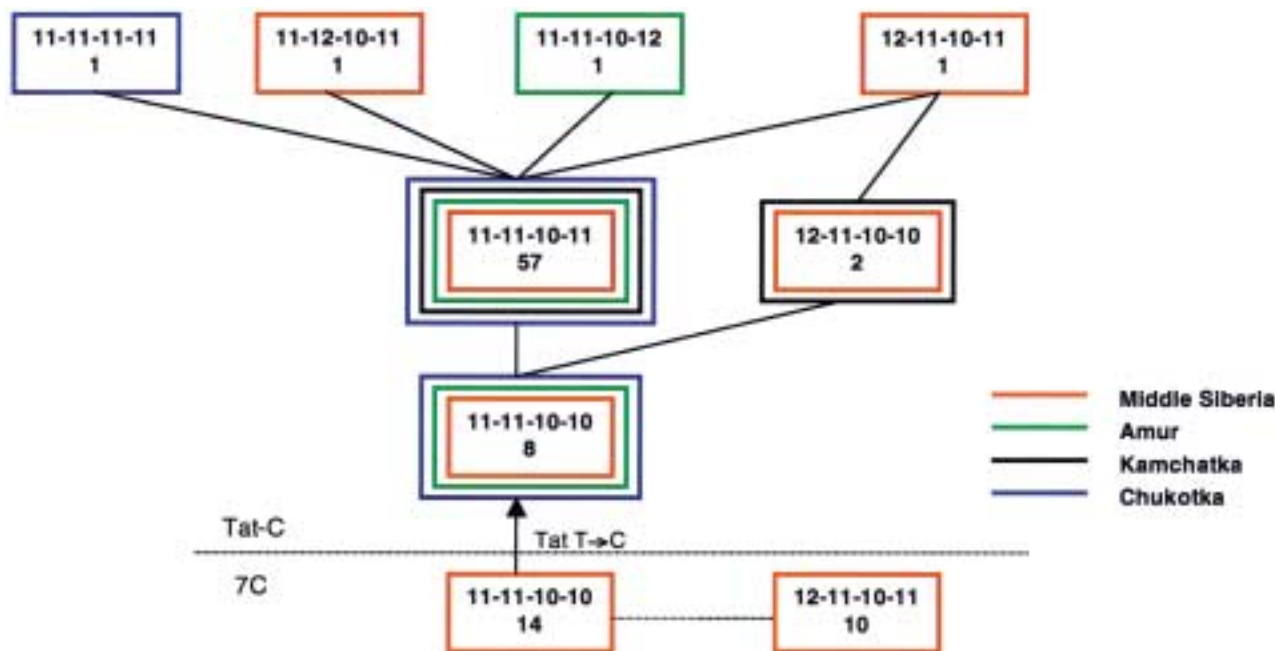 11-11-11-11
1
11-12-10-11
1
11-11-10-12
1
12-11-10-11
1
11-11-10-11
57
12-11-10-10
2
11-11-10-10
8
Middle Siberia
Amur
Kamchatka
Chukotka
Tat-C
Tat T→C
7C
11-11-10-10
14
12-11-10-11
10